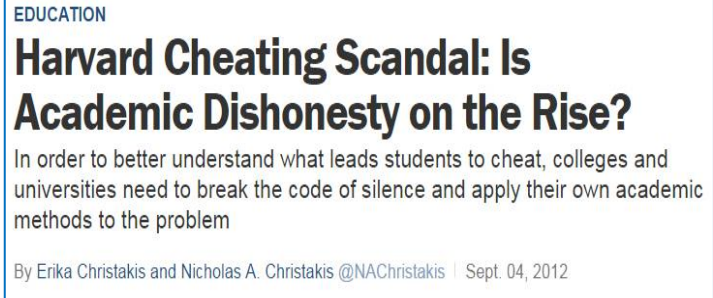 EDUCATION
Harvard Cheating Scandal: Is
Academic Dishonesty on the Rise?
In order to better understand what leads students to cheat, colleges and
universities need to break the code of silence and apply their own academic
methods to the problem
By Erika Christakis and Nicholas A. Christakis @NAChristakis | Sept. 04, 2012